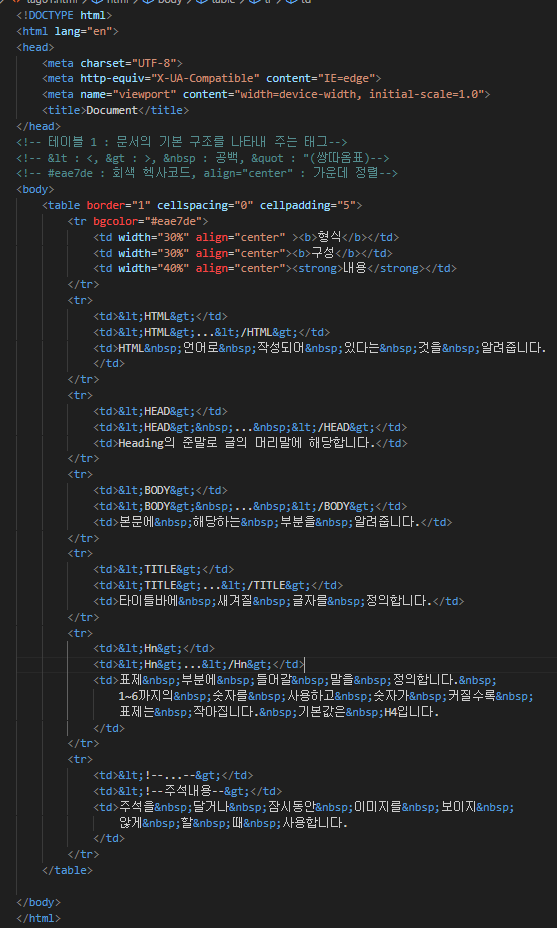 <!DOCTYPE html>
<html lang="en">
<head>
<meta charset="UTF-8">
<meta http-equiv="X-UA-Compatible" content="IE=edge">
<meta name="viewport" content="width=device-width, initial-scale=1.0">
<title>Document</title>
</head>
<!-- 테이블 1 : 문서의 기본 구조를 나타내 주는 태그-->
<!-- &lt : <, &gt : >, &nbsp : 공백, &quot : "(쌍따옴표)-->
<!-- #eae7de : 회색 헥사코드, align="center" : 가운데 정렬-->
<body>
<table border="1" cellspacing="0" cellpadding="5">
<tr bgcolor="#eae7de">
<td width="30%" align="center" ><b>형식</b></td>
<td width="30%" align="center"><b>구성</b></td>
<td width="40%" align="center"><strong>내용</strong></td>
</tr>
<tr>
<td>&lt;HTML&gt;</td>
<td>&lt;HTML&gt;...&lt;/HTML&gt;</td>
<td>HTML&nbsp;언어로&nbsp;작성되어&nbsp;있다는&nbsp;것을&nbsp;알려줍니다.
</td>
</tr>
<tr>
<td>&lt;HEAD&gt;</td>
<td>&lt;HEAD&gt;&nbsp;...&nbsp;&lt;/HEAD&gt;</td>
<td>Heading의 준말로 글의 머리말에 해당합니다.</td>
</tr>
<tr>
<td>&lt;BODY&gt;</td>
<td>&lt;BODY&gt;&nbsp;...&nbsp;&lt;/BODY&gt;</td>
<td>본문에&nbsp;해당하는&nbsp;부분을&nbsp;알려줍니다.</td>
</tr>
<tr>
<td>&lt;TITLE&gt;</td>
<td>&lt;TITLE&gt;...&lt;/TITLE&gt;</td>
<td>타이틀바에&nbsp;새겨질&nbsp;글자를&nbsp;정의합니다.</td>
</tr>
<tr>
<td>&lt;Hn&gt;</td>
<td>&lt;Hn&gt;...&lt;/Hn&gt;</td>
<td>표제&nbsp;부분에&nbsp;들어갈&nbsp;말을&nbsp;정의합니다.&nbsp;
1~6까지의&nbsp;숫자를&nbsp;사용하고&nbsp;숫자가&nbsp;커질수록&nbsp;
표제는&nbsp;작아집니다.&nbsp;기본값은&nbsp;H4입니다.
</td>
</tr>
<tr>
<td>&lt;!--...--&gt;</td>
<td>&lt;!--주석내용--&gt;</td>
<td>주석을&nbsp;달거나&nbsp;잠시동안&nbsp;이미지를&nbsp;보이지&nbsp;
않게&nbsp;할&nbsp;때&nbsp;사용합니다.
</td>
</tr>
</table>
</body>
</html>